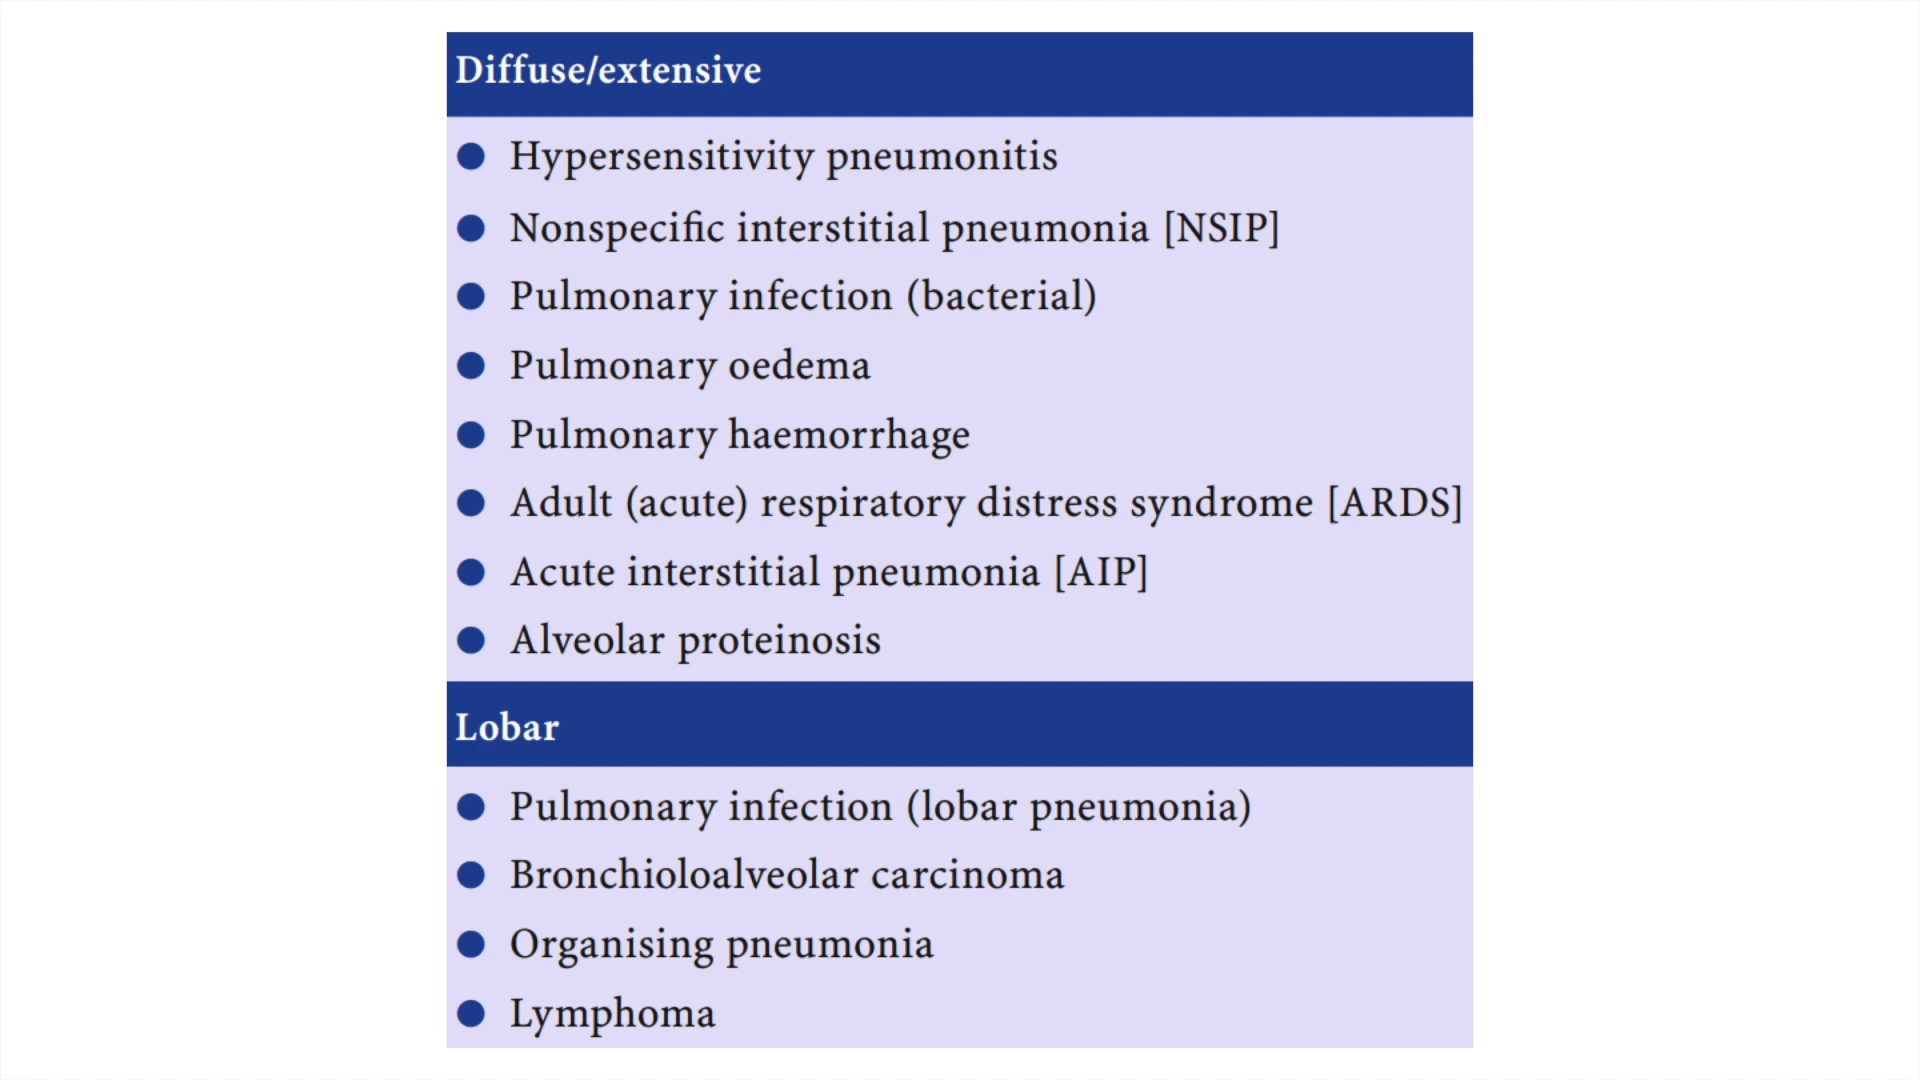 Diffuse/extensive
● Hypersensitivity pneumonitis
● Nonspecific interstitial pneumonia [NSIP]
● Pulmonary infection (bacterial)
● Pulmonary oedema
● Pulmonary haemorrhage
● Adult (acute) respiratory distress syndrome [ARDS]
● Acute interstitial pneumonia [AIP]
● Alveolar proteinosis
Lobar
● Pulmonary infection (lobar pneumonia)
● Bronchioloalveolar carcinoma
● Organising pneumonia
● Lymphoma